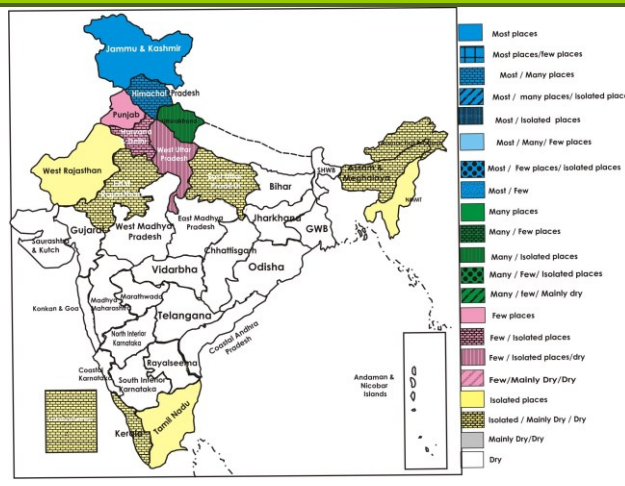 Jammu & Kashmir
Himachal Pradesh
Punjab
Uttarakhand
Haryana
Delhi
West Uttar
Pradesh
West Rajasthan
Bihar
SHWB
Meghalaya
NMMT
Gujarat
West Madhya
Pradesh
East Madhya
Pradesh
Jharkhand
GWB
Saurashtra
& Kutch
Chhattisgarh
Vidarbha
Odisha
Konkan & Goa
Madhya
Maharashtra
Marathwada
Telangana
North Interior
Karnataka
Coastal Andhra
Pradesh
Rayalseema
Coastal
Karnataka
South Interior
Karnataka
Kerala
Tamil Nadu
Andaman &
Nicobar
Islands
Most places
Most places/few places
Most / Many places
Most / many places/ Isolated places
Most / Isolated places
Most / Many/ Few places
Most / Few places/ Isolated places
Most / Few
Many places
Many / Few places
Many / Isolated places
Many / Few/ Isolated places
Many / few/ Mainly dry
Few places
Few / Isolated places
Few / Isolated places/dry
Few/Mainly Dry/Dry
Isolated places
Isolated / Mainly Dry / Dry
Mainly Dry/Dry
Dry